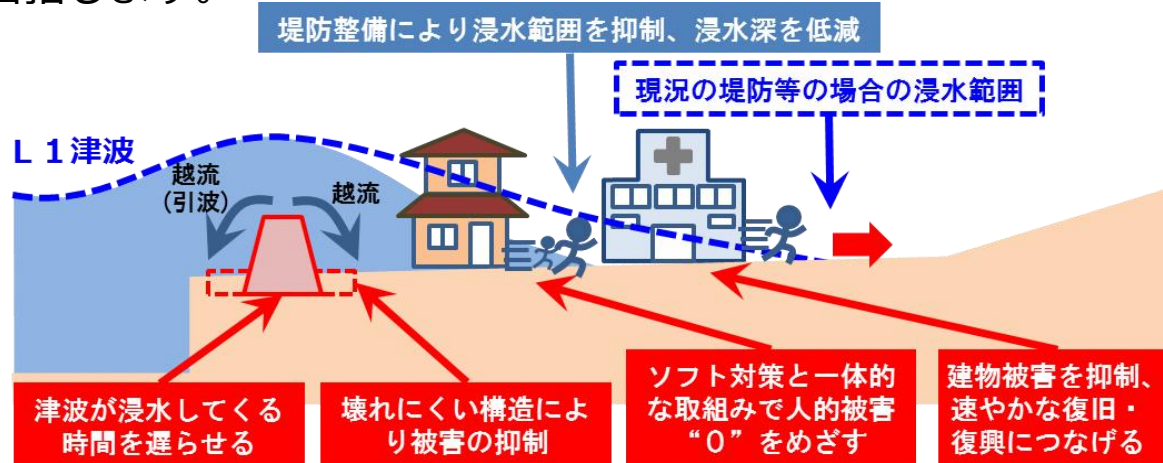 目指します。
堤防整備により浸水範囲を抑制、浸水深を低減
現況の堤防等の場合の浸水範囲
L1津波
越流
(引波)
越流
津波が浸水してくる
時間を遅らせる
壊れにくい構造によ
り被害の抑制
ソフト対策と一体的
な取組みで人的被害
“0”をめざす
建物被害を抑制、
速やかな復旧・
復興につなげる